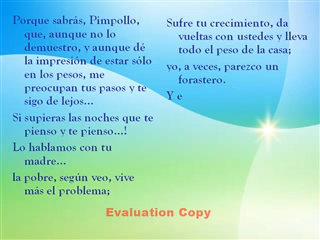 Porque sabrás, Pimpollo,
que, aunque no lo
demuestro, y aunque dé
la impresión de estar sólo
en los pesos, me
preocupan tus pasos y te
sigo de lejos...
Si supieras las noches que te
pienso y te pienso...!
Lo hablamos con tu
madre...
la pobre, según veo, vive
más el problema;
Sufre tu crecimiento, da
vueltas con ustedes y lleva
todo el peso de la casa;
yo, a veces, parezco un
forastero.
Y e
Evaluation Copy